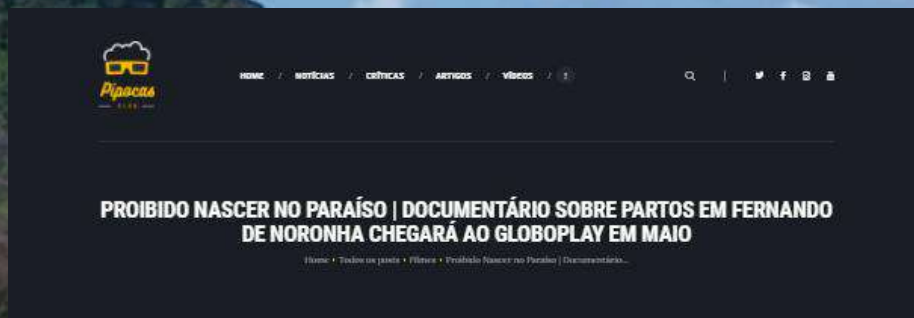 Pipocas
CLUB
HOME / NOTÍCIAS / CRÍTICAS / ARTIGOS / VÍDEOS /
PROIBIDO NASCER NO PARAÍSO | DOCUMENTÁRIO SOBRE PARTOS EM FERNANDO
DE NORONHA CHEGARÁ AO GLOBOPLAY EM MAIO
Home • Todos os posts • Filmes • Proibido Nascer no Paraíso | Documentário...